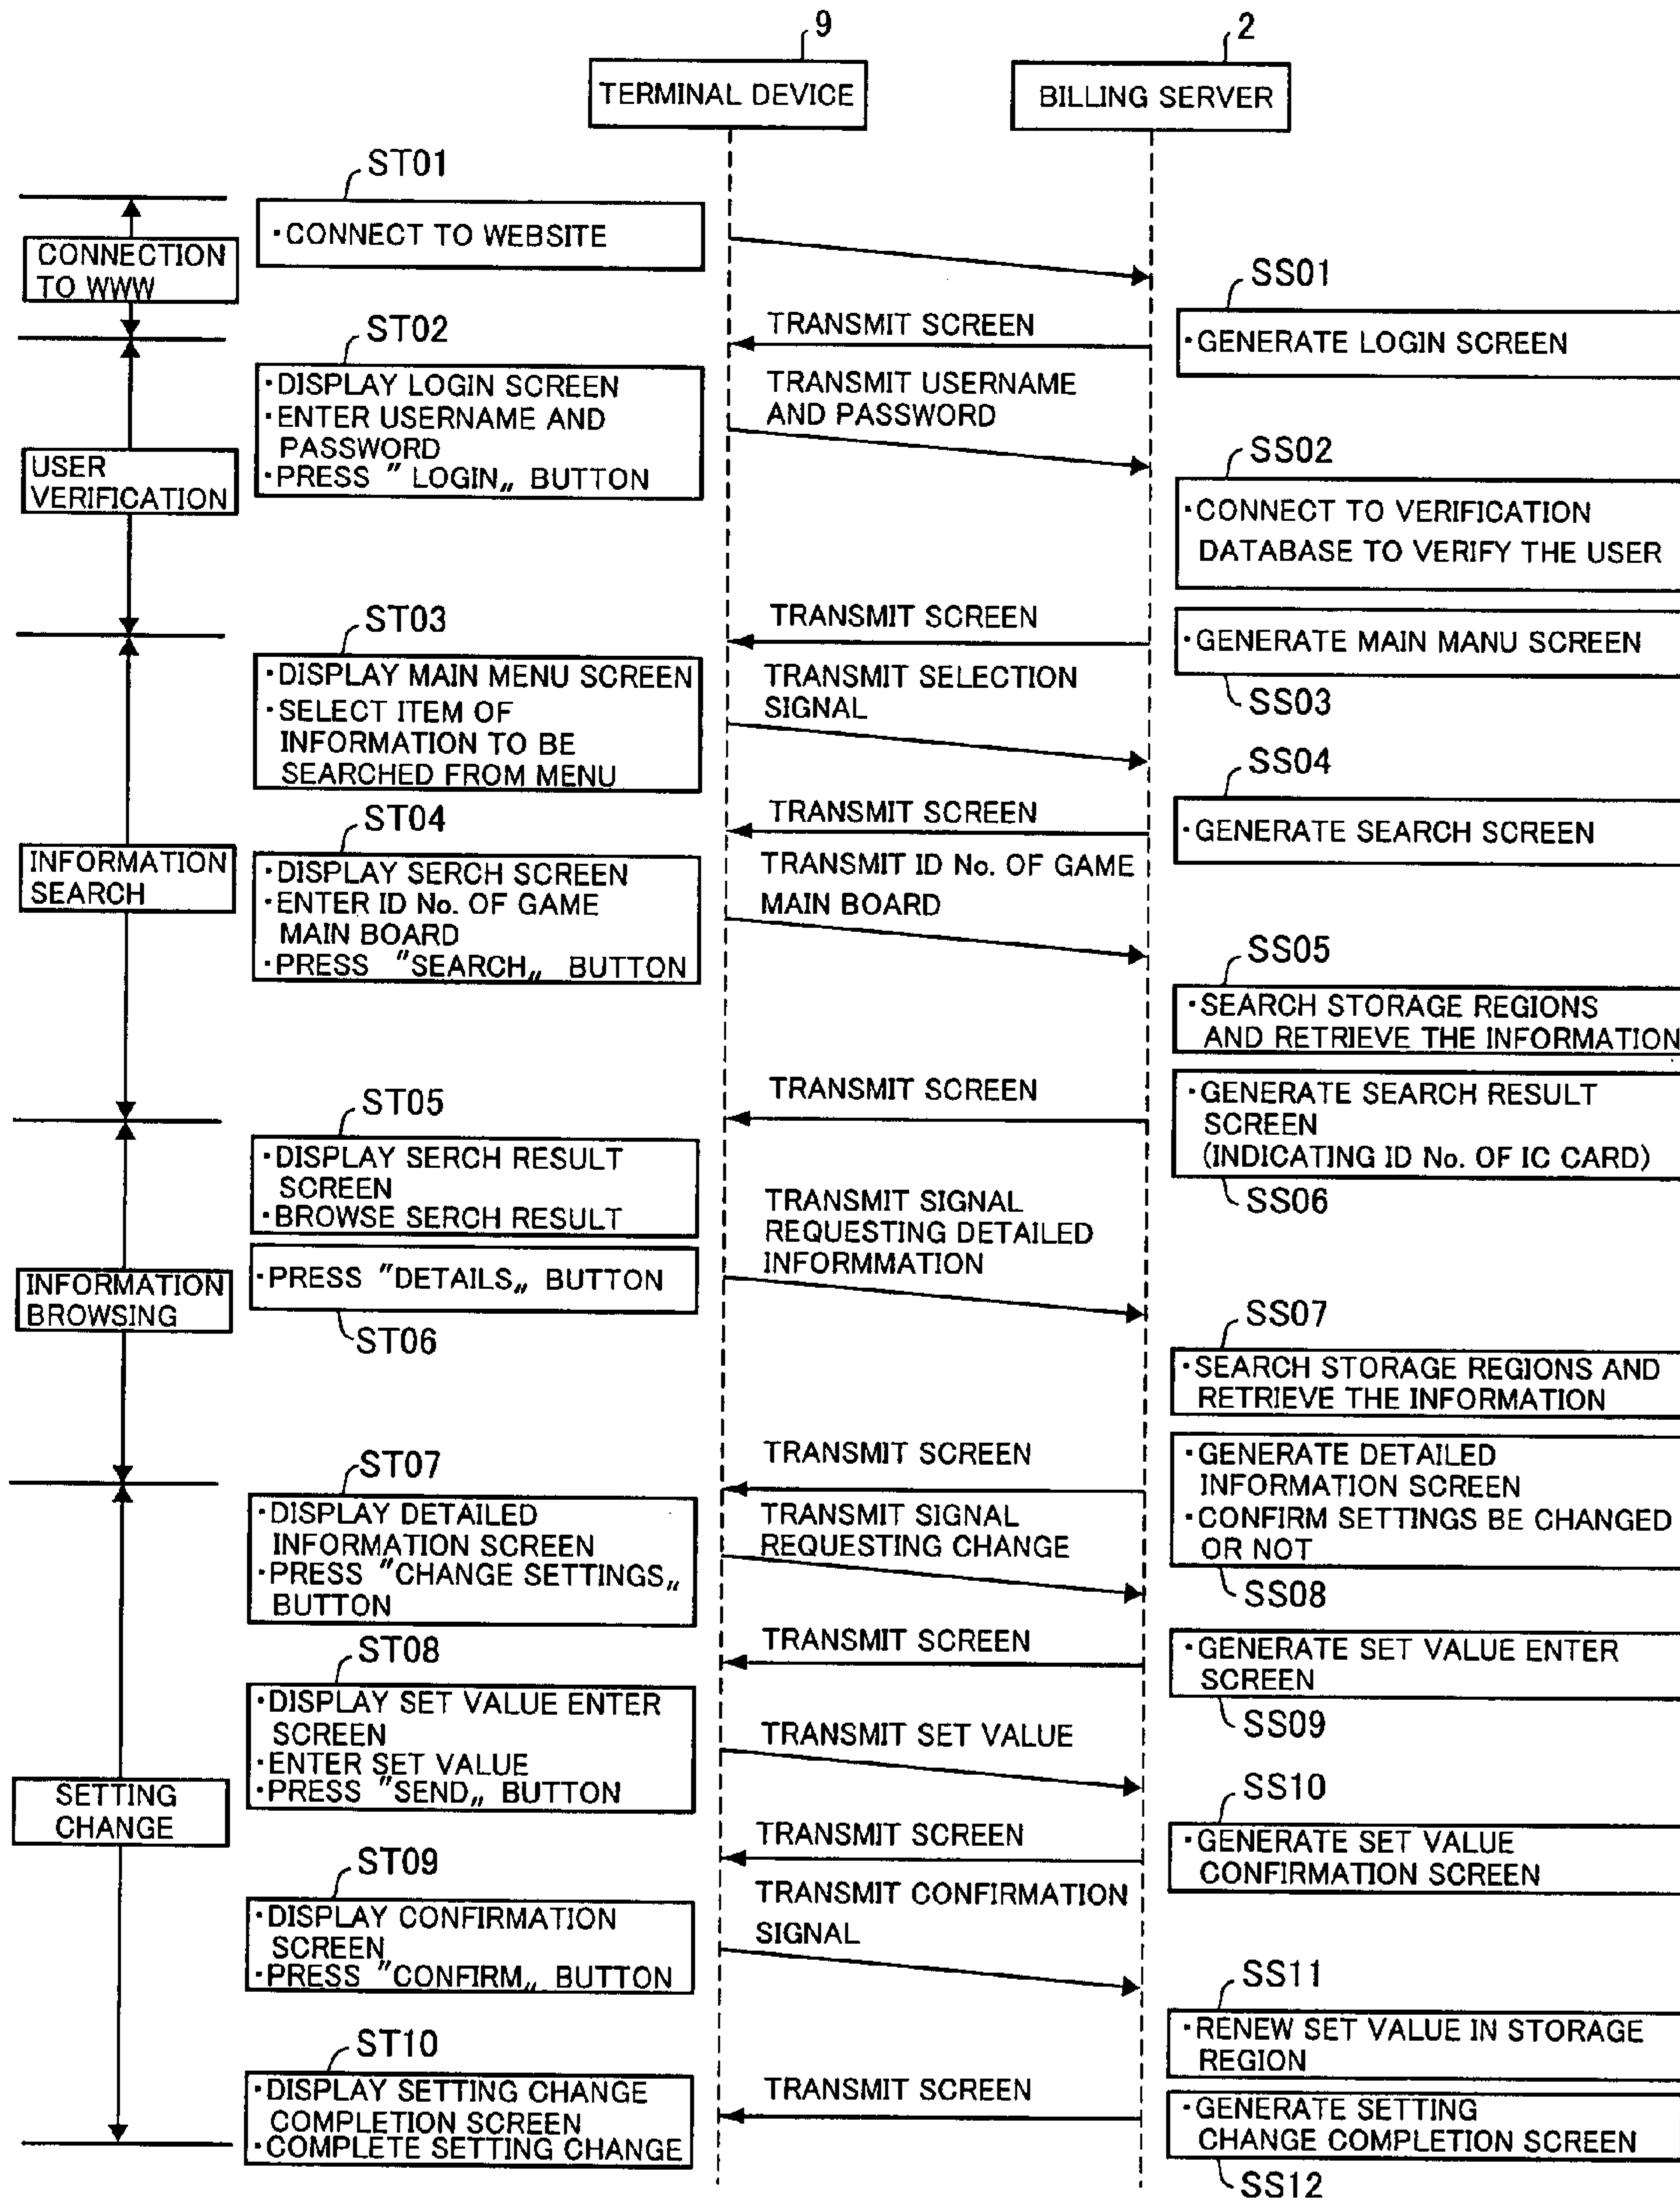 9
2
TERMINAL DEVICE
BILLING SERVER
ST01
CONNECTION
TO WWW
・CONNECT TO WEBSITE
SS01
・GENERATE LOGIN SCREEN
TRANSMIT SCREEN
ST02
・DISPLAY LOGIN SCREEN
・ENTER USERNAME AND
PASSWORD
・PRESS "LOGIN„ BUTTON
TRANSMIT USERNAME
AND PASSWORD
USER
VERIFICATION
SS02
・CONNECT TO VERIFICATION
DATABASE TO VERIFY THE USER
TRANSMIT SCREEN
・GENERATE MAIN MANU SCREEN
SS03
ST03
・DISPLAY MAIN MENU SCREEN
・SELECT ITEM OF
INFORMATION TO BE
SEARCHED FROM MENU
TRANSMIT SELECTION
SIGNAL
SS04
・GENERATE SEARCH SCREEN
TRANSMIT SCREEN
ST04
・DISPLAY SERCH SCREEN
・ENTER ID No. OF GAME
MAIN BOARD
・PRESS "SEARCH„ BUTTON
TRANSMIT ID No. OF GAME
MAIN BOARD
INFORMATION
SEARCH
SS05
・SEARCH STORAGE REGIONS
AND RETRIEVE THE INFORMATION
TRANSMIT SCREEN
・GENERATE SEARCH RESULT
SCREEN
(INDICATING ID No. OF IC CARD)
SS06
ST05
・DISPLAY SERCH RESULT
SCREEN
・BROWSE SERCH RESULT
TRANSMIT SIGNAL
REQUESTING DETAILED
INFORMMATION
・PRESS "DETAILS„ BUTTON
ST06
INFORMATION
BROWSING
SS07
・SEARCH STORAGE REGIONS AND
RETRIEVE THE INFORMATION
TRANSMIT SCREEN
・GENERATE DETAILED
INFORMATION SCREEN
・CONFIRM SETTINGS BE CHANGED
OR NOT
SS08
ST07
・DISPLAY DETAILED
INFORMATION SCREEN
・PRESS "CHANGE SETTINGS„
BUTTON
TRANSMIT SIGNAL
REQUESTING CHANGE
TRANSMIT SCREEN
・GENERATE SET VALUE ENTER
SCREEN
SS09
ST08
・DISPLAY SET VALUE ENTER
SCREEN
・ENTER SET VALUE
・PRESS "SEND„ BUTTON
TRANSMIT SET VALUE
SETTING
CHANGE
SS10
・GENERATE SET VALUE
CONFIRMATION SCREEN
TRANSMIT SCREEN
ST09
・DISPLAY CONFIRMATION
SCREEN
・PRESS "CONFIRM„ BUTTON
TRANSMIT CONFIRMATION
SIGNAL
SS11
・RENEW SET VALUE IN STORAGE
REGION
ST10
・DISPLAY SETTING CHANGE
COMPLETION SCREEN
・COMPLETE SETTING CHANGE
TRANSMIT SCREEN
・GENERATE SETTING
CHANGE COMPLETION SCREEN
SS12